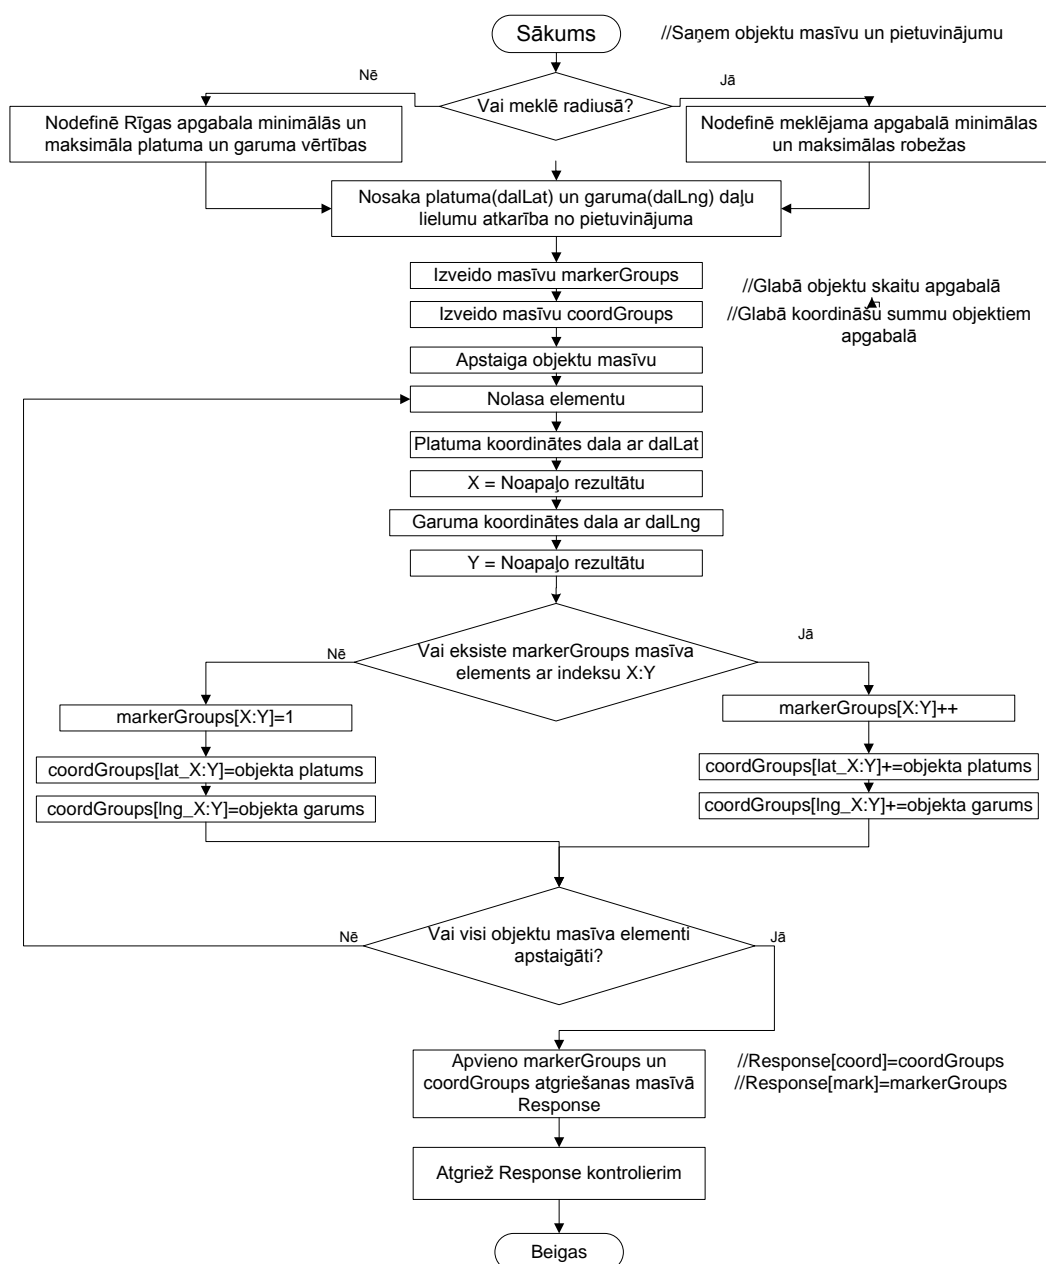 Sākums
//Saņem objektu masīvu un pietuvinājumu
Nē
Jā
Vai meklē radiusā?
Nodefinē Rīgas apgabala minimālās un
maksimāla platuma un garuma vērtības
Nodefinē meklējama apgabalā minimālas
un maksimālas robežas
Nosaka platuma(dalLat) un garuma(dalLng) daļu
lielumu atkarība no pietuvinājuma
Izveido masīvu markerGroups
//Glabā objektu skaitu apgabalā
Izveido masīvu coordGroups
//Glabā koordināšu summu objektiem
apgabalā
Apstaiga objektu masīvu
Nolasa elementu
Platuma koordinātes dala ar dalLat
X = Noapaļo rezultātu
Garuma koordinātes dala ar dalLng
Y = Noapaļo rezultātu
Nē
Jā
Vai eksiste markerGroups masīva
elements ar indeksu X:Y
markerGroups[X:Y]=1
markerGroups[X:Y]++
coordGroups[lat_X:Y]=objekta platums
coordGroups[lat_X:Y]+=objekta platums
coordGroups[lng_X:Y]=objekta garums
coordGroups[lng_X:Y]+=objekta garums
Nē
Jā
Vai visi objektu masīva elementi
apstaigāti?
Apvieno markerGroups un
coordGroups atgriešanas masīvā
Response
//Response[coord]=coordGroups
//Response[mark]=markerGroups
Atgriež Response kontrolierim
Beigas